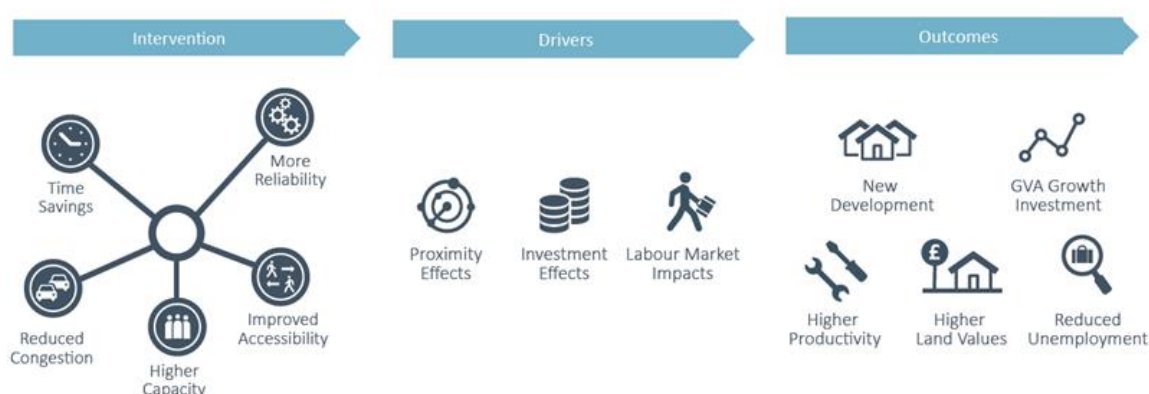 Intervention
Drivers
Outcomes
Time
Savings
More
Reliability
Reduced
Congestion
Higher
Capacity
Improved
Accessibility
Proximity
Effects
Investment
Effects
Labour Market
Impacts
New
Development
GVA Growth
Investment
£
Higher
Productivity
Higher
Land Values
Reduced
Unemployment